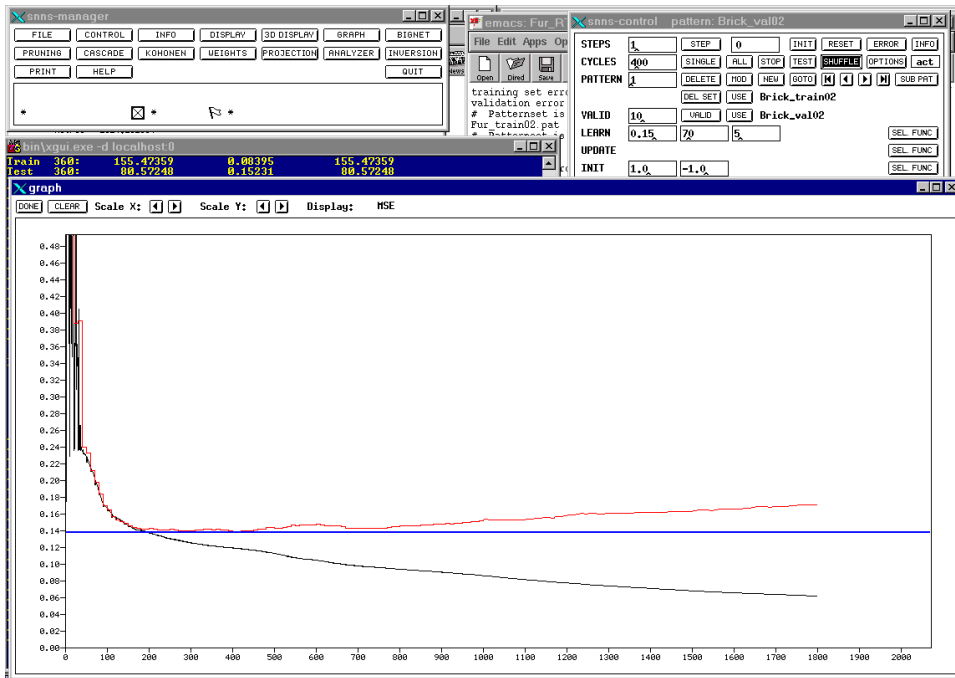 snns-manager
FILE CONTROL INFO DISPLAY 3D DISPLAY GRAPH BIGNET
PRUNING CASCADE KOHONEN WEIGHTS PROJECTION ANALYZER INVERSION
PRINT HELP QUIT
* * *
emacs: Fur_RT
File Edit Apps Op
Open Dired Save
training set erro
validation error
# Patternset is
Fur_train02.pat
News
snns-control pattern: Brick_val02
STEPS 1 STEP 0 INIT RESET ERROR INFO
CYCLES 400 SINGLE ALL STOP TEST SHUFFLE OPTIONS act
PATTERN 1 DELETE MOD NEW GOTO SUB PAT
DEL SET USE Brick_train02
VALID 10 VALID USE Brick_val02
LEARN 0.15 70 5 SEL. FUNC
UPDATE SEL. FUNC
INIT 1.0 -1.0 SEL. FUNC
bin\xgui.exe -d localhost:0
Train 360: 155.47359 0.08395 155.47359
Test 360: 80.57248 0.15231 80.57248
graph
DONE CLEAR Scale X: Scale Y: Display: MSE
0.48
0.46
0.44
0.42
0.40
0.38
0.36
0.34
0.32
0.30
0.28
0.26
0.24
0.22
0.20
0.18
0.16
0.14
0.12
0.10
0.08
0.06
0.04
0.02
0.00
0 100 200 300 400 500 600 700 800 900 1000 1100 1200 1300 1400 1500 1600 1700 1800 1900 2000